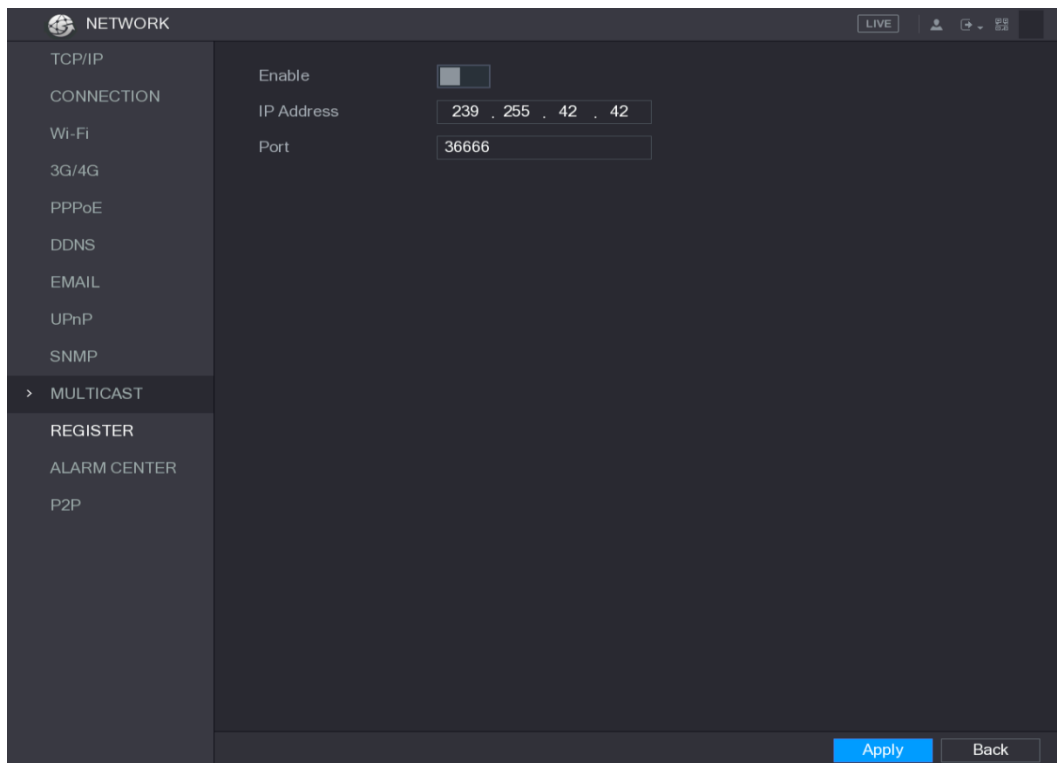 NETWORK
LIVE
TCP/IP
CONNECTION
Wi-Fi
3G/4G
PPPoE
DDNS
EMAIL
UPnP
SNMP
> MULTICAST
REGISTER
ALARM CENTER
P2P
Enable
IP Address 239 . 255 . 42 . 42
Port 36666
Apply Back